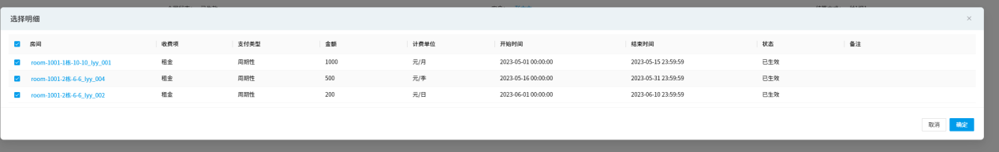 选择明细
房间 收费项 支付类型 金额 计费单位 开始时间 结束时间 状态 备注
room-1001-1栋-10-10_lyy_001 租金 周期性 1000 元/月 2023-05-01 00:00:00 2023-05-15 23:59:59 已生效
room-1001-2栋-6-6_lyy_004 租金 周期性 500 元/季 2023-05-16 00:00:00 2023-05-31 23:59:59 已生效
room-1001-2栋-6-6_lyy_002 租金 周期性 200 元/日 2023-06-01 00:00:00 2023-06-10 23:59:59 已生效
取消 确定